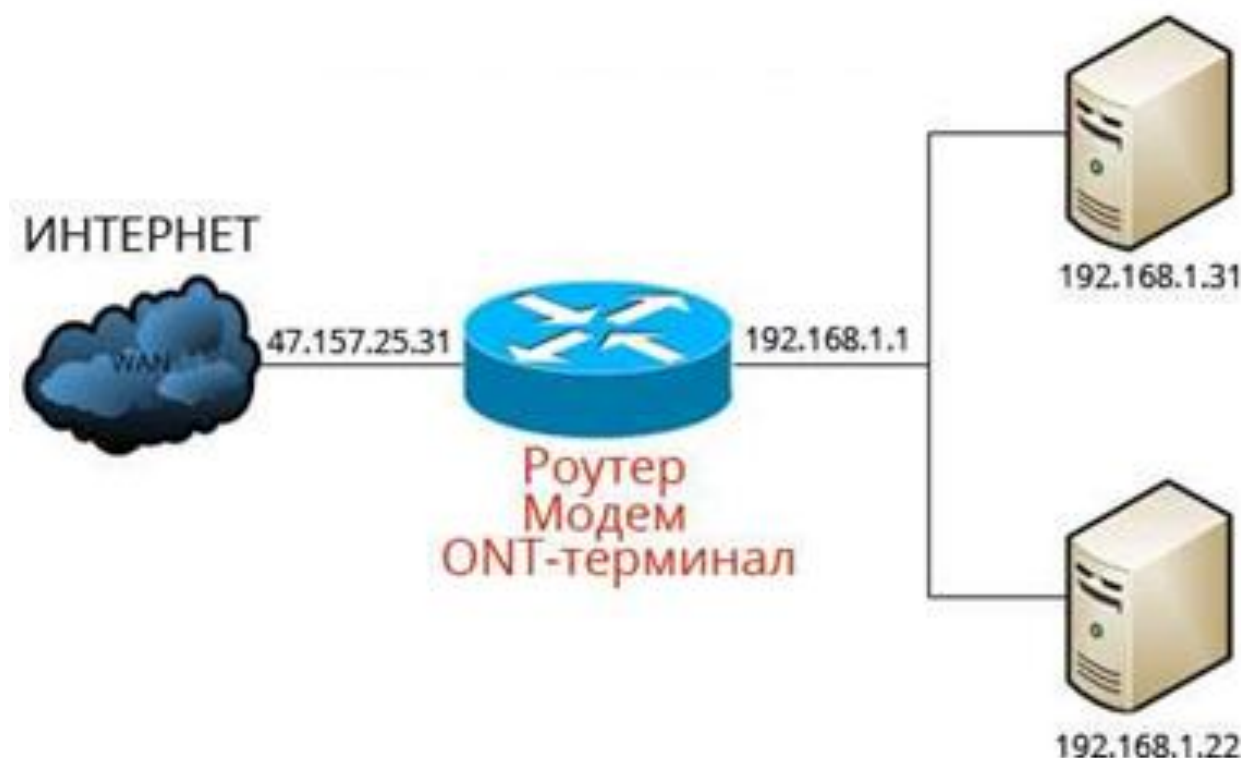 ИНТЕРНЕТ
WAN
47.157.25.31
192.168.1.1
192.168.1.31
Роутер
Модем
ONT-терминал
192.168.1.22